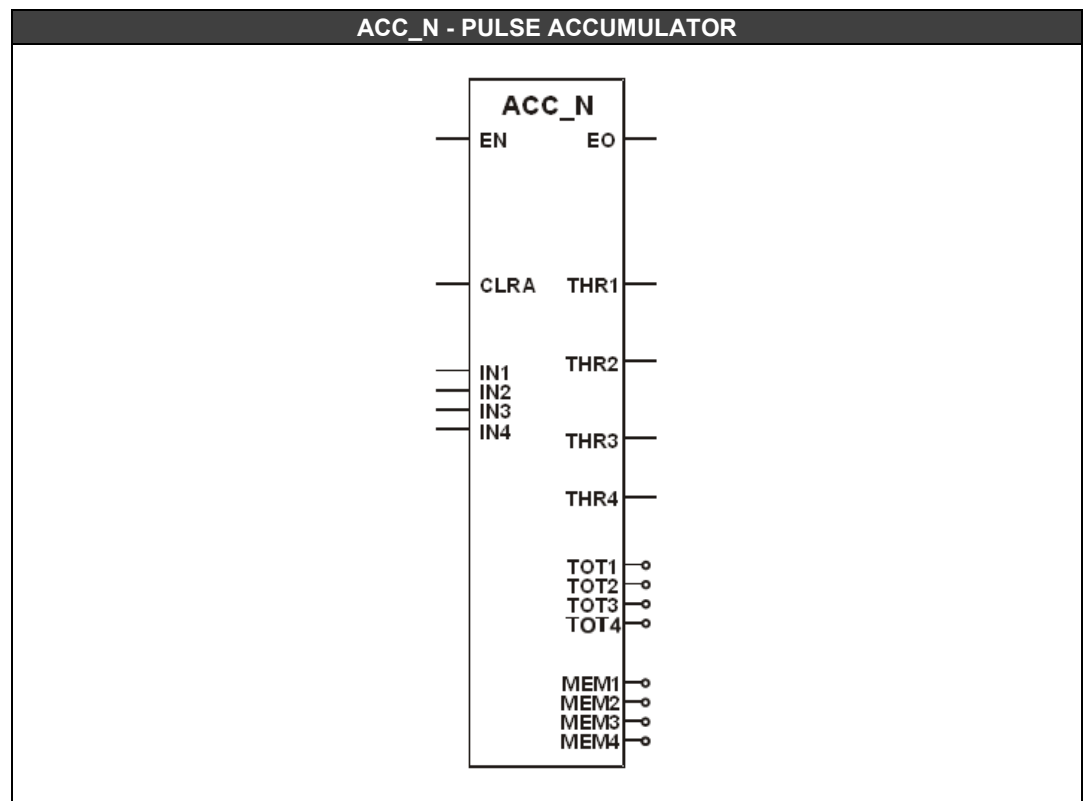 ACC_N - PULSE ACCUMULATOR
ACC_N
EN EO
CLRA THR1
THR2
IN1
IN2
IN3
IN4
THR3
THR4
TOT1
TOT2
TOT3
TOT4
MEM1
MEM2
MEM3
MEM4